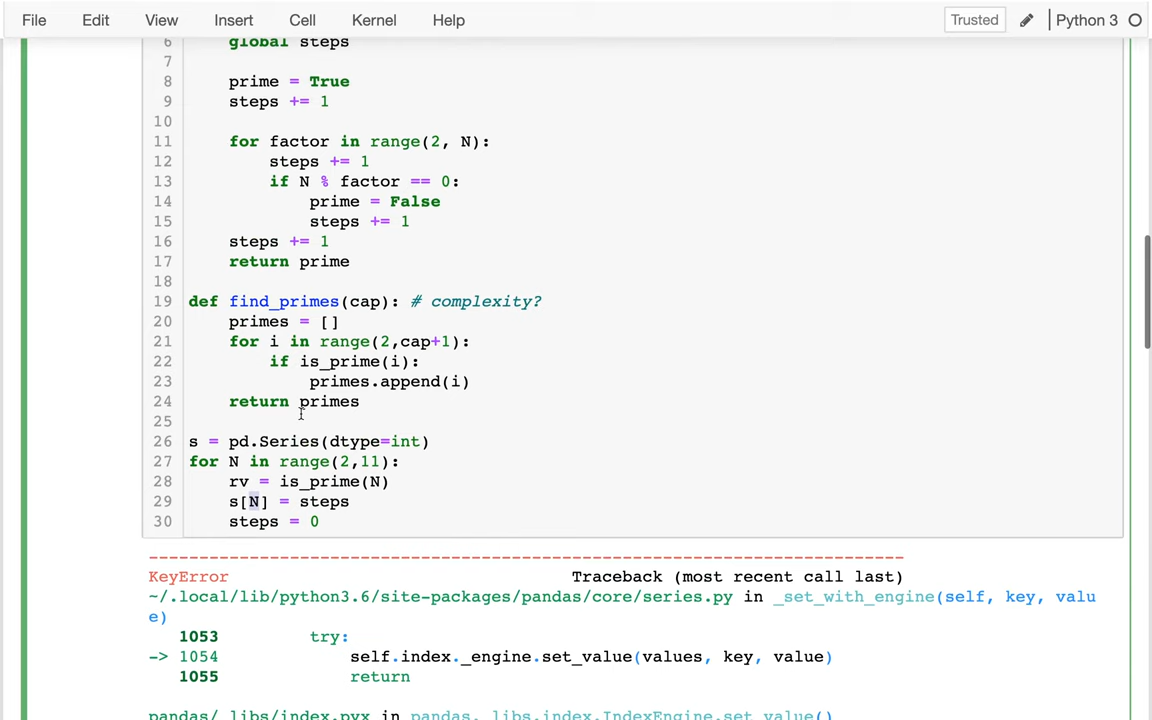 File Edit View Insert Cell Kernel Help Trusted Python 3
6 global steps
7
8 prime = True
9 steps += 1
10
11 for factor in range(2, N):
12 steps += 1
13 if N % factor == 0:
14 prime = False
15 steps += 1
16 steps += 1
17 return prime
18
19 def find_primes(cap): # complexity?
20 primes = []
21 for i in range(2,cap+1):
22 if is_prime(i):
23 primes.append(i)
24 return primes
25
26 s = pd.Series(dtype=int)
27 for N in range(2,11):
28 rv = is_prime(N)
29 s[N] = steps
30 steps = 0
---------------------------------------------------------------------------
KeyError Traceback (most recent call last)
~/.local/lib/python3.6/site-packages/pandas/core/series.py in _set_with_engine(self, key, valu
e)
1053 try:
-> 1054 self.index._engine.set_value(values, key, value)
1055 return
pandas/_libs/index.pyx in pandas._libs.index.IndexEngine.set_value()